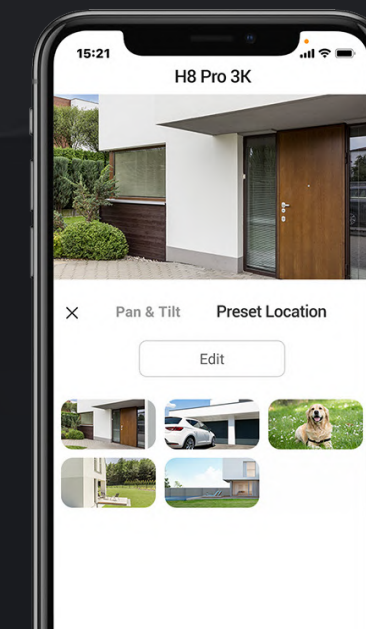 15:21
H8 Pro 3K
Pan & Tilt
Preset Location
Edit